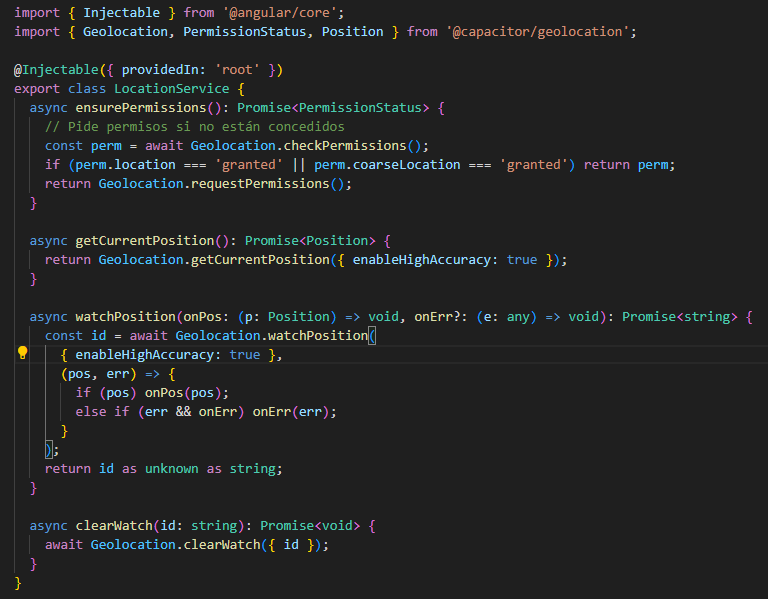 import { Injectable } from '@angular/core';
import { Geolocation, PermissionStatus, Position } from '@capacitor/geolocation';

@Injectable({ providedIn: 'root' })
export class LocationService {
  async ensurePermissions(): Promise<PermissionStatus> {
    // Pide permisos si no están concedidos
    const perm = await Geolocation.checkPermissions();
    if (perm.location === 'granted' || perm.coarseLocation === 'granted') return perm;
    return Geolocation.requestPermissions();
  }

  async getCurrentPosition(): Promise<Position> {
    return Geolocation.getCurrentPosition({ enableHighAccuracy: true });
  }

  async watchPosition(onPos: (p: Position) => void, onErr?: (e: any) => void): Promise<string> {
    const id = await Geolocation.watchPosition(
      { enableHighAccuracy: true },
      (pos, err) => {
        if (pos) onPos(pos);
        else if (err && onErr) onErr(err);
      }
    );
    return id as unknown as string;
  }

  async clearWatch(id: string): Promise<void> {
    await Geolocation.clearWatch({ id });
  }
}